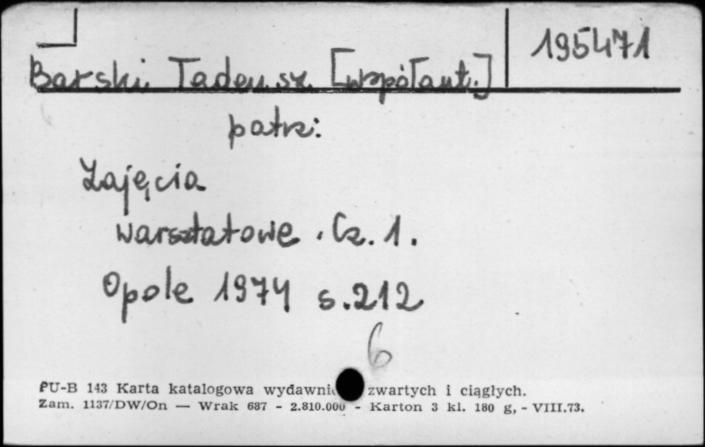 195471
Barski Tadeusz [współaut.]
patrz:
Zajęcia
warsztatowe. Cz. 1.
Opole 1974 s. 212
6
PU-B 143 Karta katalogowa zwartych i ciągłych.
Zam. 1137/DW/On — Wrak 687 - 2.810.000 - Karton 3 kl. 180 g, - VIII.73.